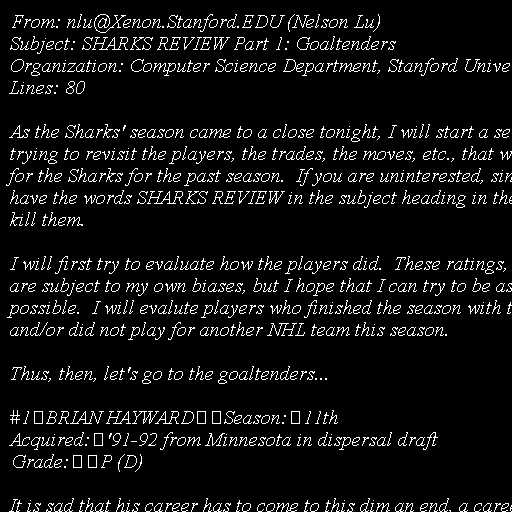 From: nlu@Xenon.Stanford.EDU (Nelson Lu)
Subject: SHARKS REVIEW Part 1: Goaltenders
Organization: Computer Science Department, Stanford Unive
Lines: 80

As the Sharks' season came to a close tonight, I will start a se
trying to revisit the players, the trades, the moves, etc., that w
for the Sharks for the past season.  If you are uninterested, sin
have the words SHARKS REVIEW in the subject heading in the
kill them.

I will first try to evaluate how the players did.  These ratings,
are subject to my own biases, but I hope that I can try to be as
possible.  I will evalute players who finished the season with t
and/or did not play for another NHL team this season.

Thus, then, let's go to the goaltenders...

#1 BRIAN HAYWARD  Season: 11th
Acquired: '91-92 from Minnesota in dispersal draft
Grade:  P (D)

It is sad that his career has to come to this dim an end, a caree